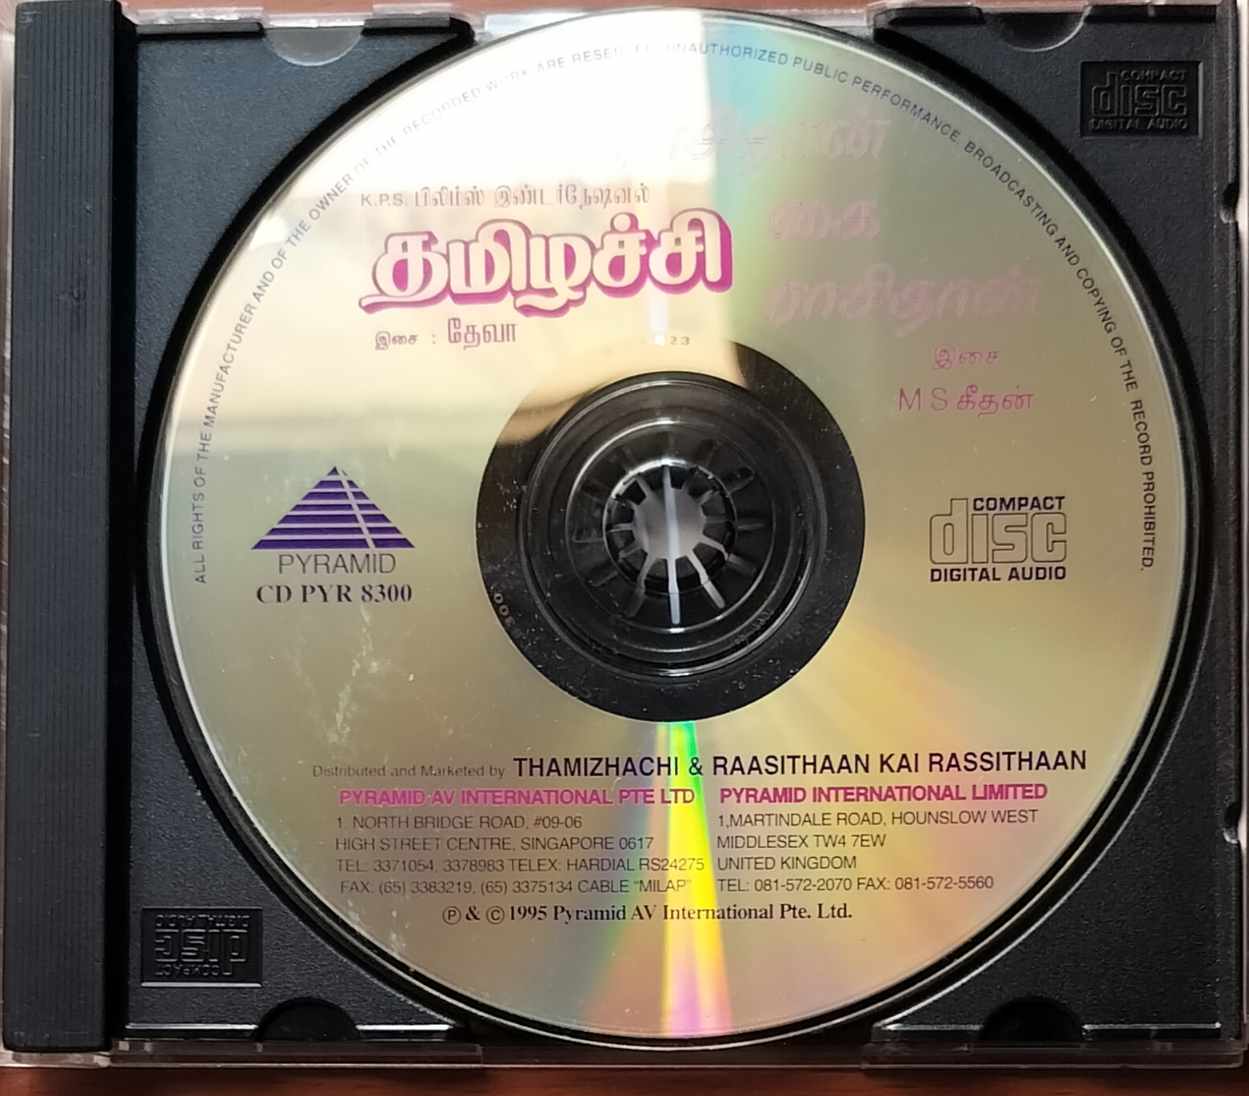 ALL RIGHTS OF THE MANUFACTURER AND OF THE OWNER OF THE RECORDED WORK ARE RESERVED. UNAUTHORIZED PUBLIC PERFORMANCE, BROADCASTING AND COPYING OF THE RECORD PROHIBITED.
COMPACT
disc
DIGITAL AUDIO
K.P.S. பிலிம்ஸ் இண்டர்நேஷனல்
தமிழச்சி
இசை : தேவா
ராசிதான்
கை
ராசிதான்
இசை
M S கீதன்
PYRAMID
CD PYR 8300
COMPACT
disc
DIGITAL AUDIO
Distributed and Marketed by THAMIZHACHI & RAASITHAAN KAI RASSITHAAN
PYRAMID AV INTERNATIONAL PTE LTD PYRAMID INTERNATIONAL LIMITED
1, NORTH BRIDGE ROAD, #09-06 1,MARTINDALE ROAD, HOUNSLOW WEST
HIGH STREET CENTRE, SINGAPORE 0617 MIDDLESEX TW4 7EW
TEL: 3371054, 3378983 TELEX: HARDIAL RS24275 UNITED KINGDOM
FAX: (65) 3383219, (65) 3375134 CABLE "MILAP" TEL: 081-572-2070 FAX: 081-572-5560
℗ & © 1995 Pyramid AV International Pte. Ltd.
COMPACT
disc
DIGITAL AUDIO